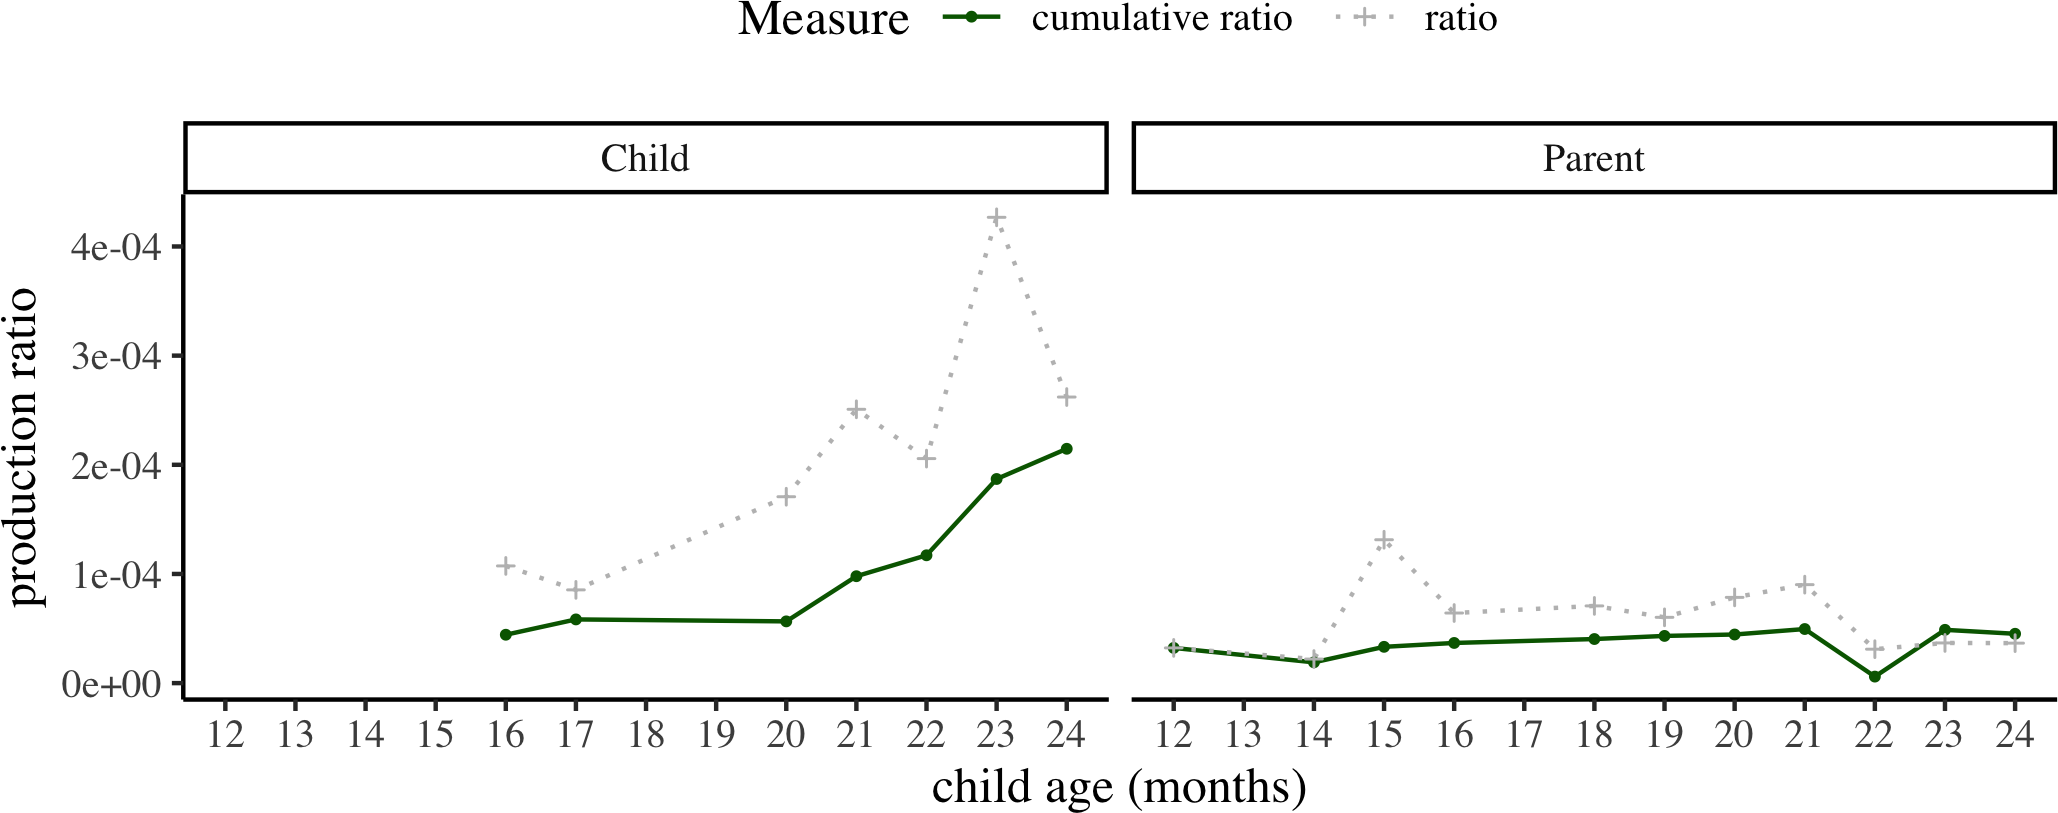 Measure cumulative ratio ratio
Child Parent
production ratio
4e-04
3e-04
2e-04
1e-04
0e+00
12 13 14 15 16 17 18 19 20 21 22 23 24 12 13 14 15 16 17 18 19 20 21 22 23 24
child age (months)